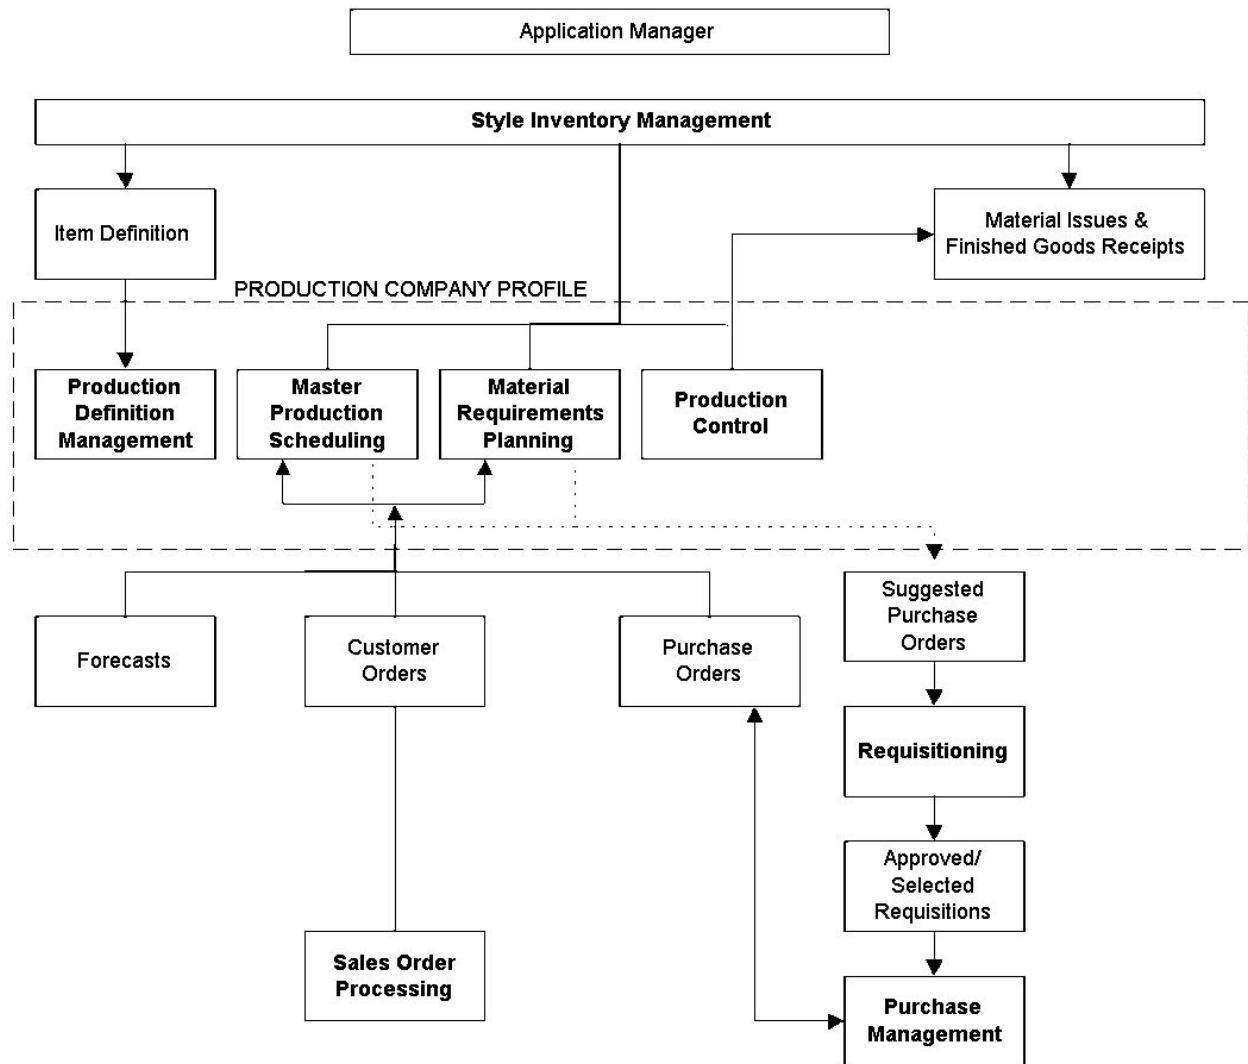 Application Manager
Style Inventory Management
Item Definition
Material Issues &
Finished Goods Receipts
PRODUCTION COMPANY PROFILE
Production
Definition
Management
Master
Production
Scheduling
Material
Requirements
Planning
Production
Control
Forecasts
Customer
Orders
Purchase
Orders
Suggested
Purchase
Orders
Requisitioning
Approved/
Selected
Requisitions
Sales Order
Processing
Purchase
Management